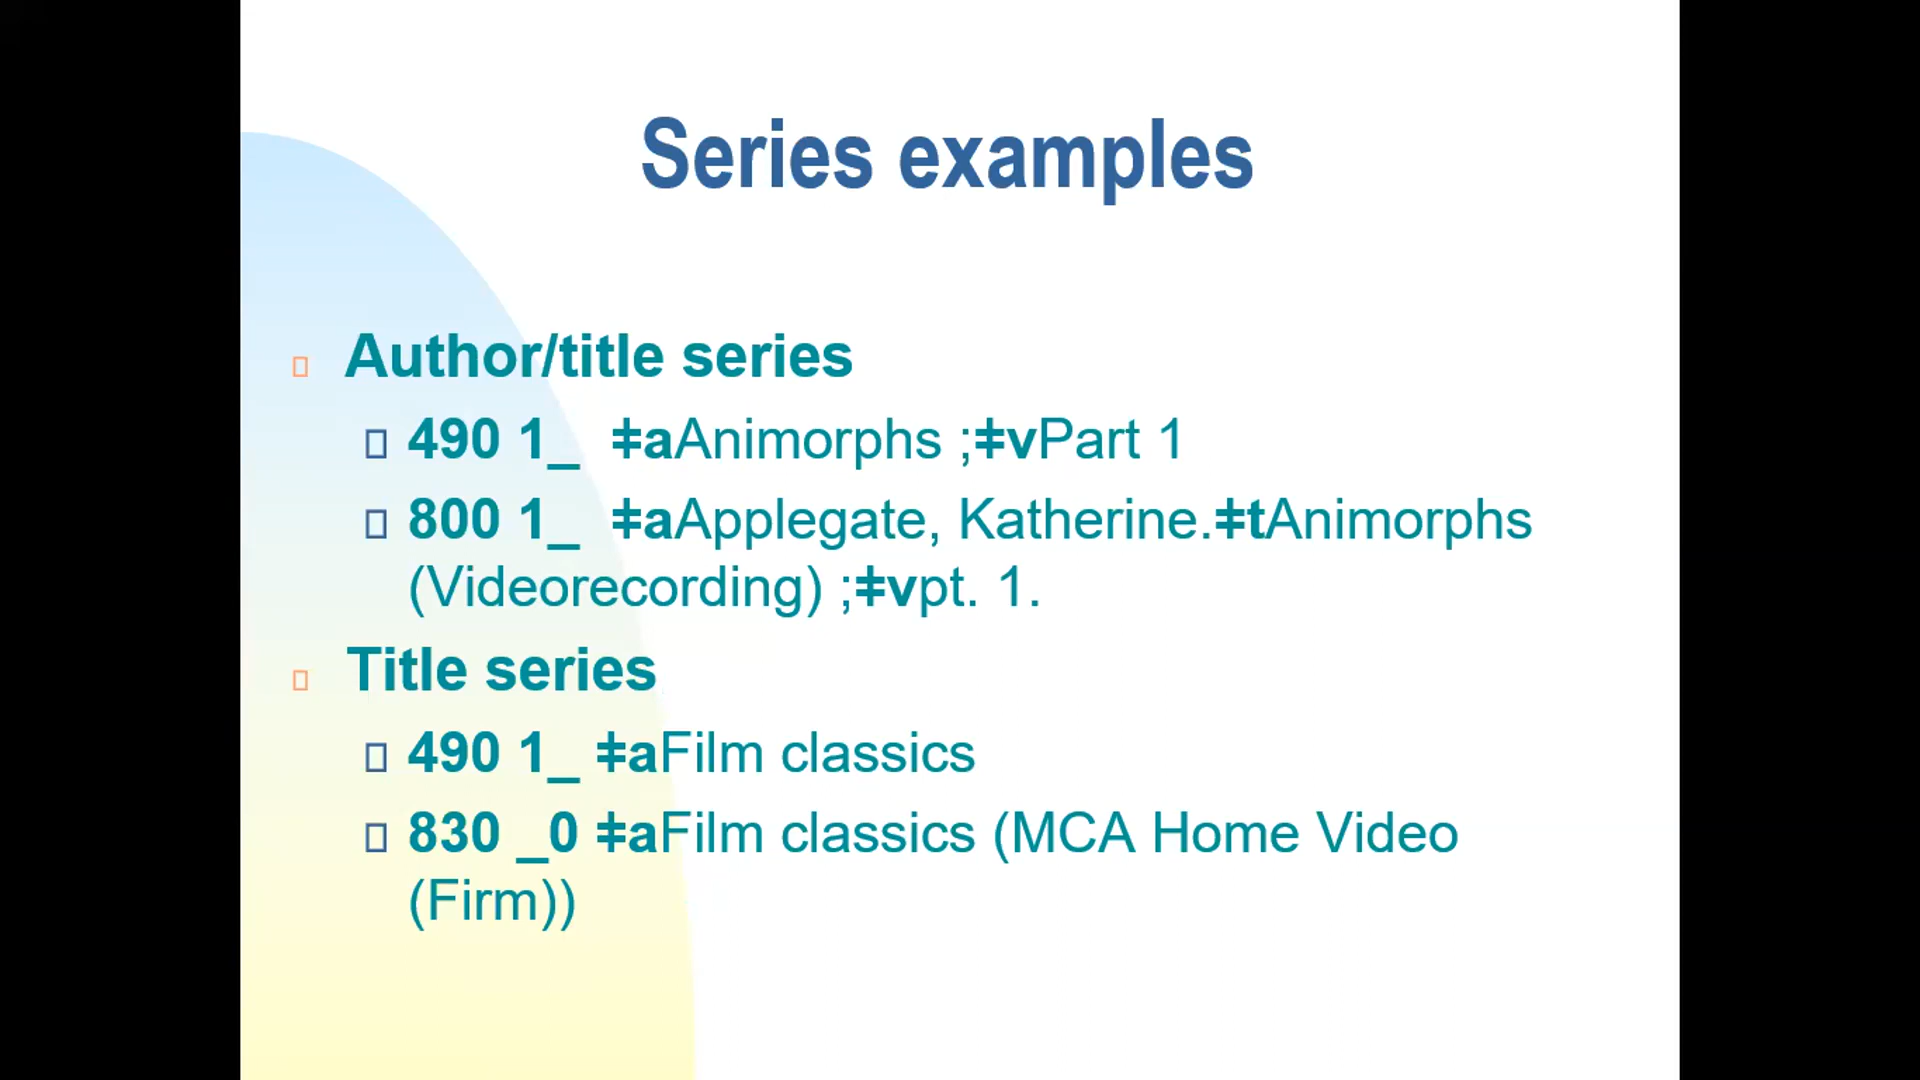 Series examples
Author/title series
490 1_ ǂaAnimorphs ;ǂvPart 1
800 1_ ǂaApplegate, Katherine.ǂtAnimorphs
(Videorecording) ;ǂvpt. 1.
Title series
490 1_ ǂaFilm classics
830 _0 ǂaFilm classics (MCA Home Video
(Firm))